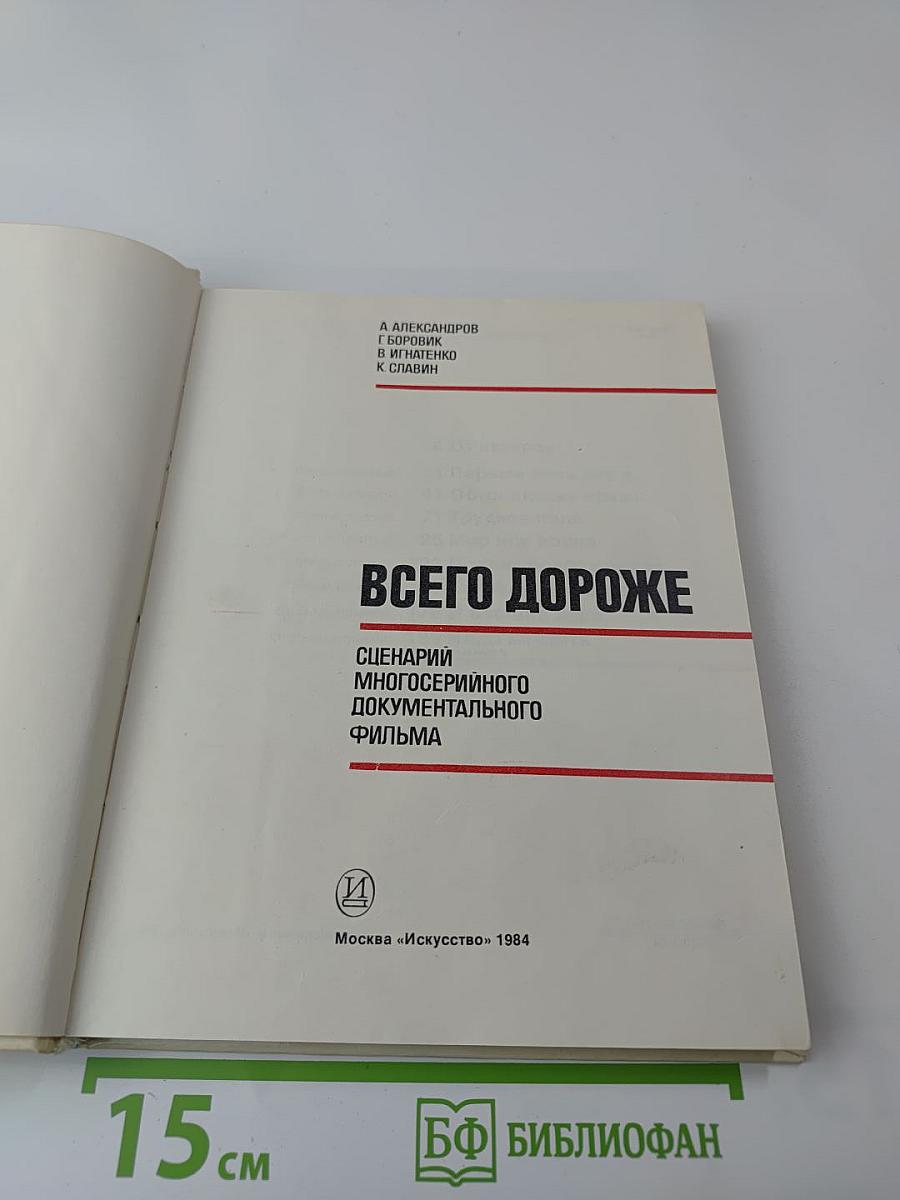 А. АЛЕКСАНДРОВ
Г. БОРОВИК
В. ИГНАТЕНКО
К. СЛАВИН
ВСЕГО ДОРОЖЕ
СЦЕНАРИЙ
МНОГОСЕРИЙНОГО
ДОКУМЕНТАЛЬНОГО
ФИЛЬМА
И
Москва «Искусство» 1984
15 см
БФ БИБЛИОФАН